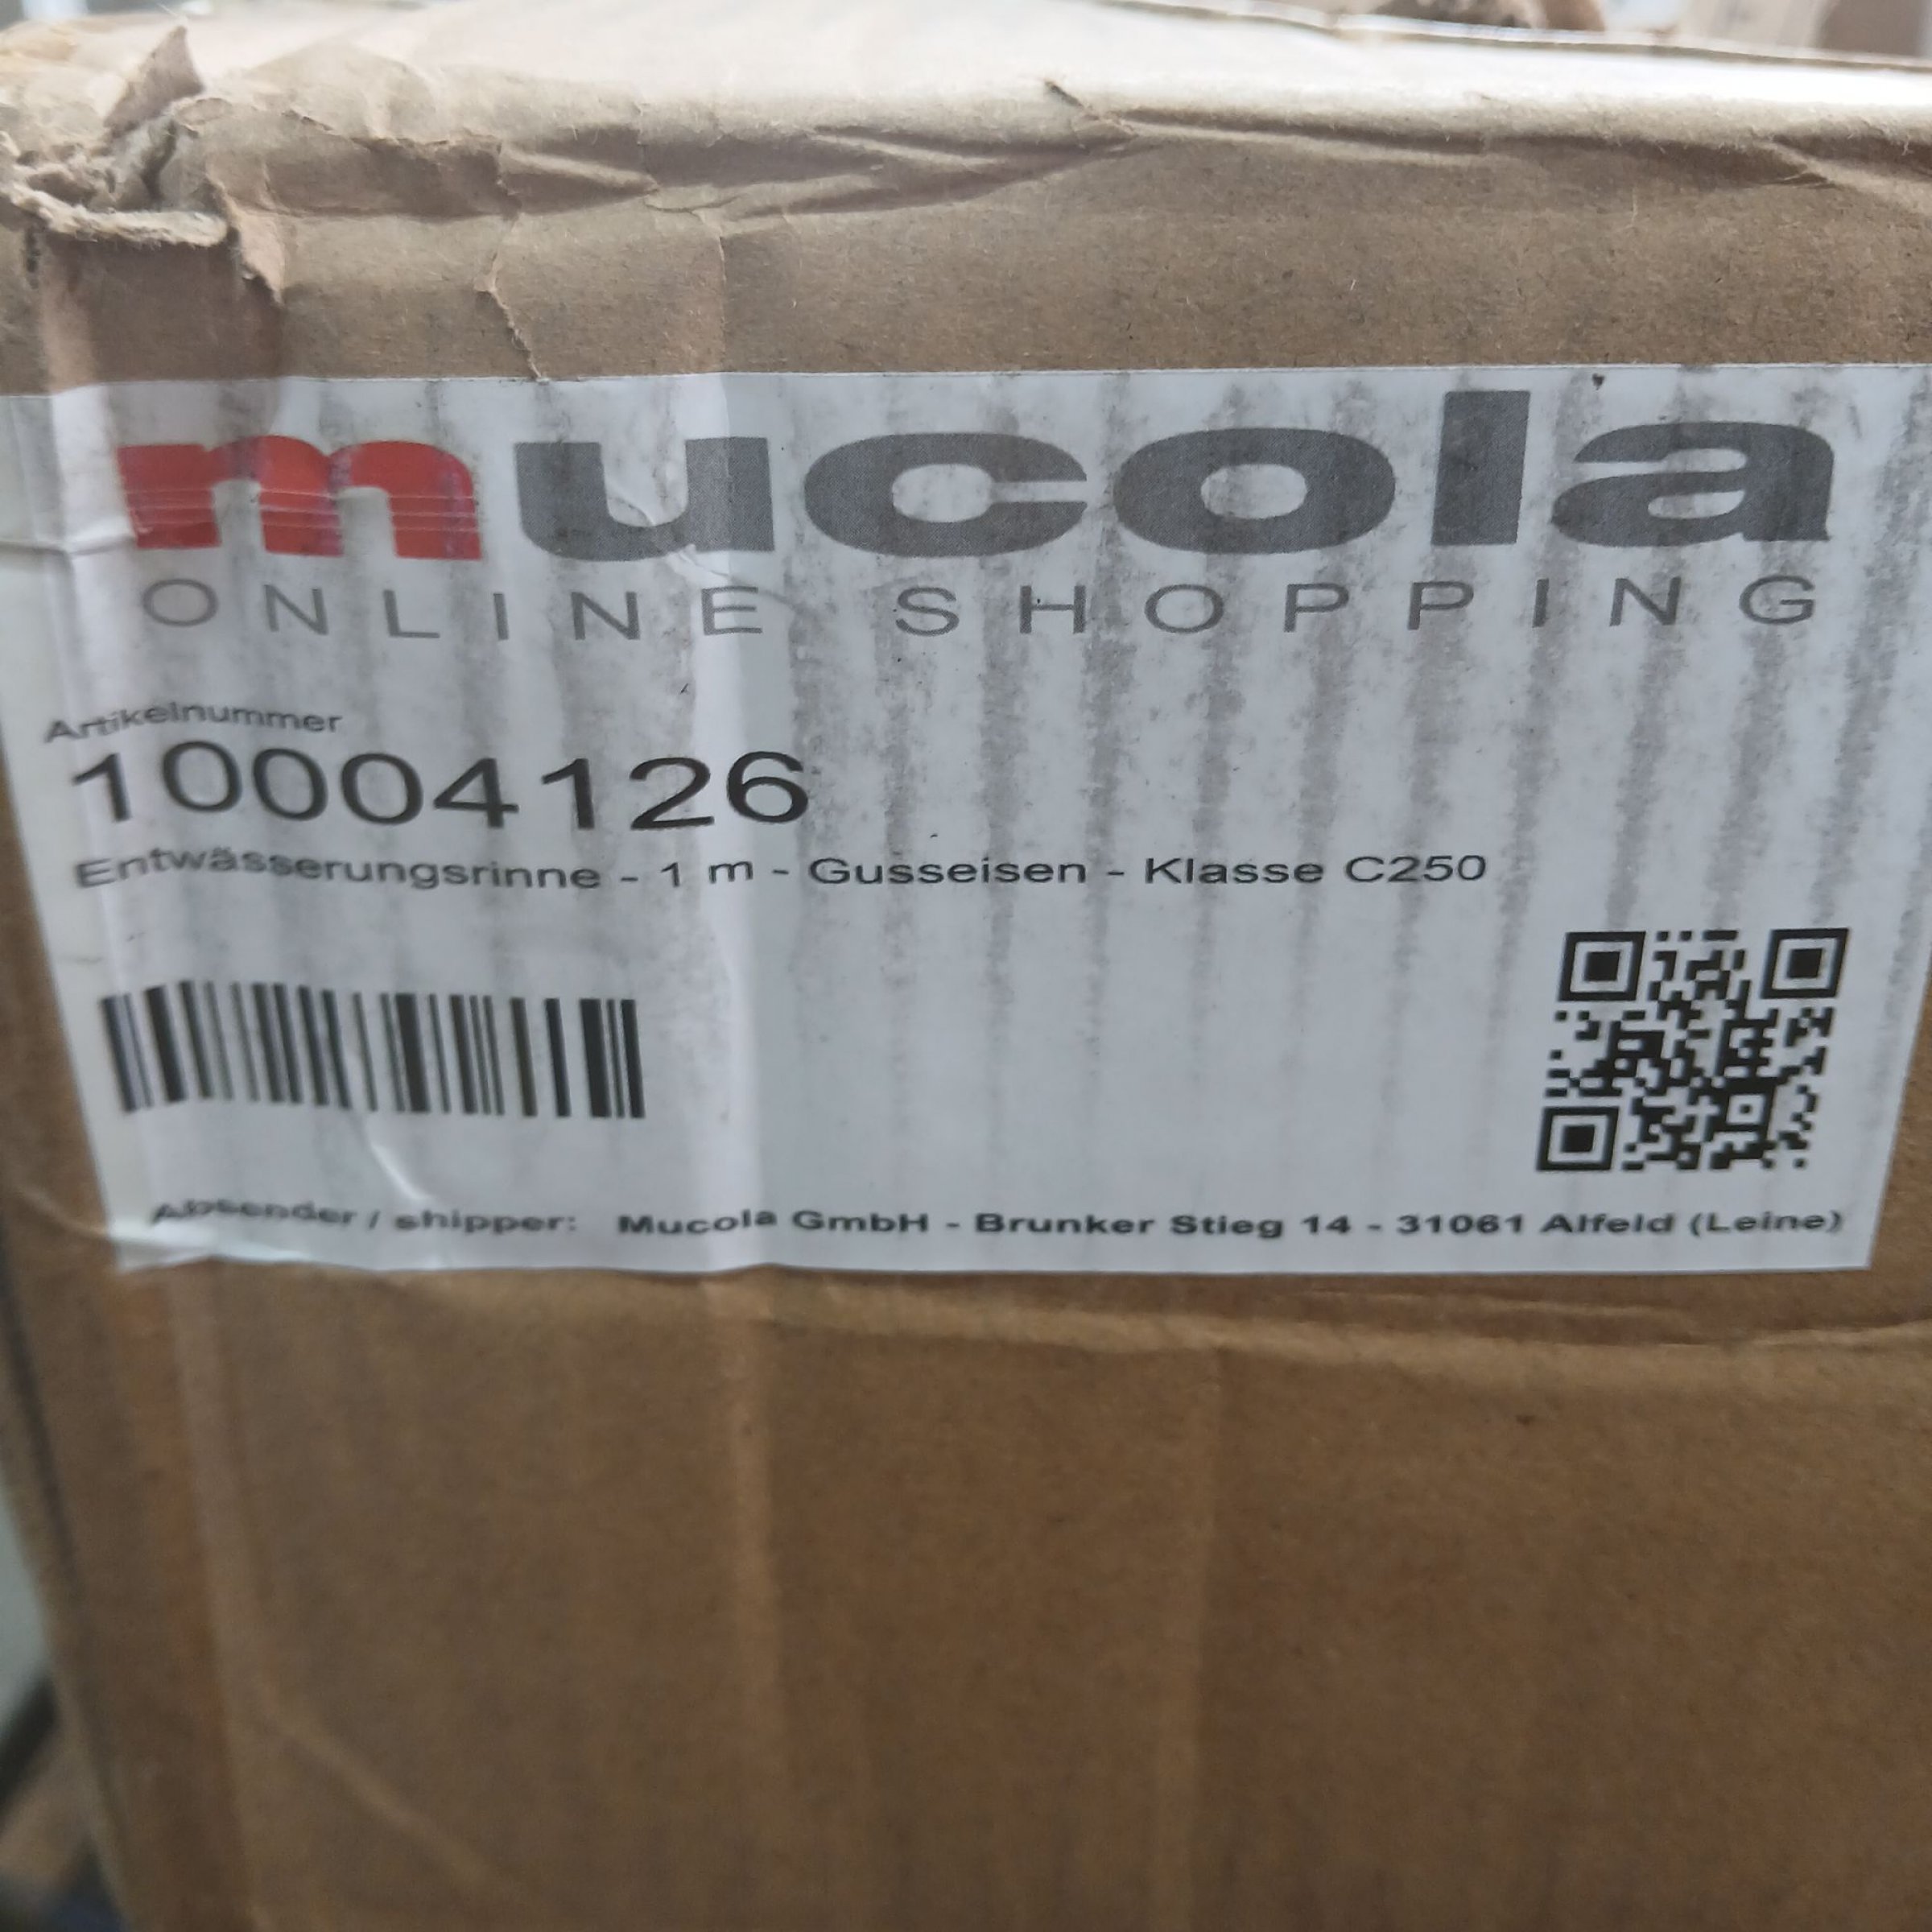 mucola
ONLINE SHOPPING
Artikelnummer
10004126
Entwässerungsrinne - 1 m - Gusseisen - Klasse C250
Absender / shipper: Mucola GmbH - Brunker Stieg 14 - 31061 Alfeld (Leine)